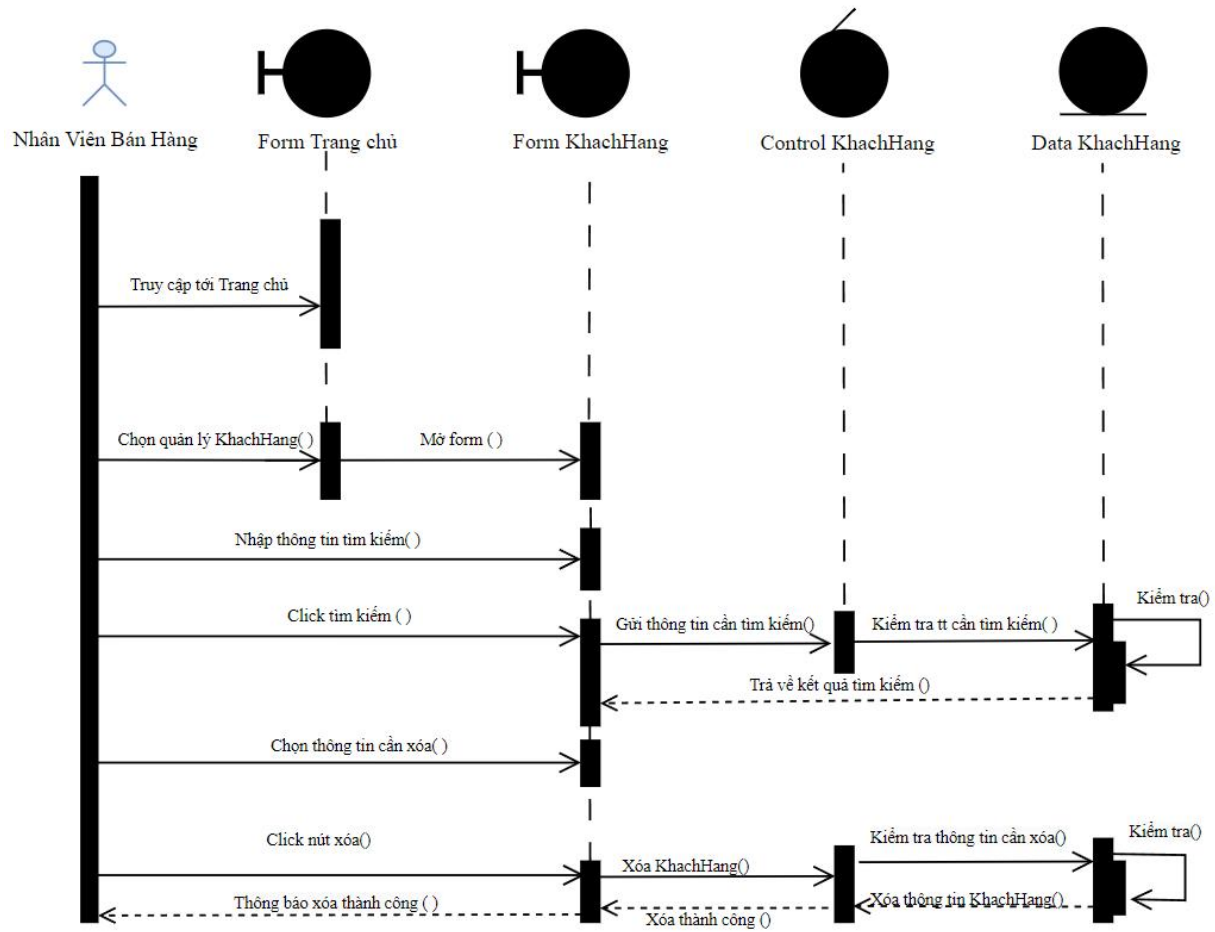 Nhân Viên Bán Hàng
Form Trang chủ
Form KhachHang
Control KhachHang
Data KhachHang
Truy cập tới Trang chủ
Chọn quản lý KhachHang( )
Mở form ( )
Nhập thông tin tìm kiếm( )
Click tìm kiếm ( )
Gửi thông tin cần tìm kiếm()
Kiểm tra tt cần tìm kiếm( )
Kiểm tra()
Trả về kết quả tìm kiếm ()
Chọn thông tin cần xóa( )
Click nút xóa()
Xóa KhachHang()
Kiểm tra thông tin cần xóa()
Kiểm tra()
Thông báo xóa thành công ( )
Xóa thành công ()
Xóa thông tin KhachHang()